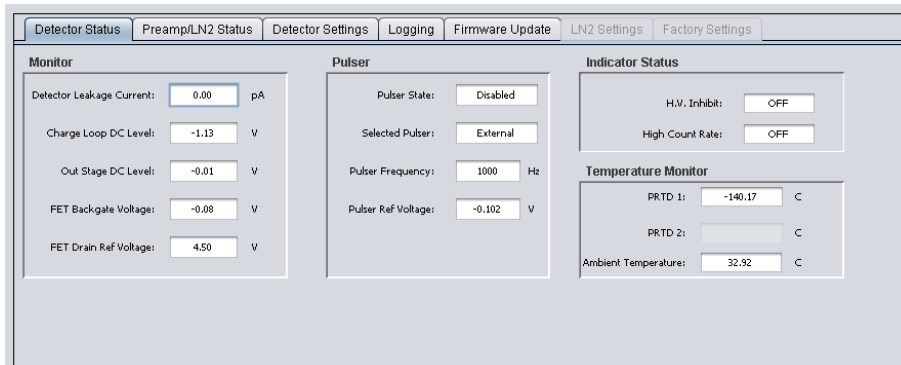 Detector Status Preamp/LN2 Status Detector Settings Logging Firmware Update LN2 Settings Factory Settings
Monitor
Detector Leakage Current: 0.00 pA
Charge Loop DC Level: -1.13 V
Out Stage DC Level: -0.01 V
FET Backgate Voltage: -0.08 V
FET Drain Ref Voltage: 4.50 V
Pulser
Pulser State: Disabled
Selected Pulser: External
Pulser Frequency: 1000 Hz
Pulser Ref Voltage: -0.102 V
Indicator Status
H.V. Inhibit: OFF
High Count Rate: OFF
Temperature Monitor
PRTD 1: -140.17 C
PRTD 2: C
Ambient Temperature: 32.92 C